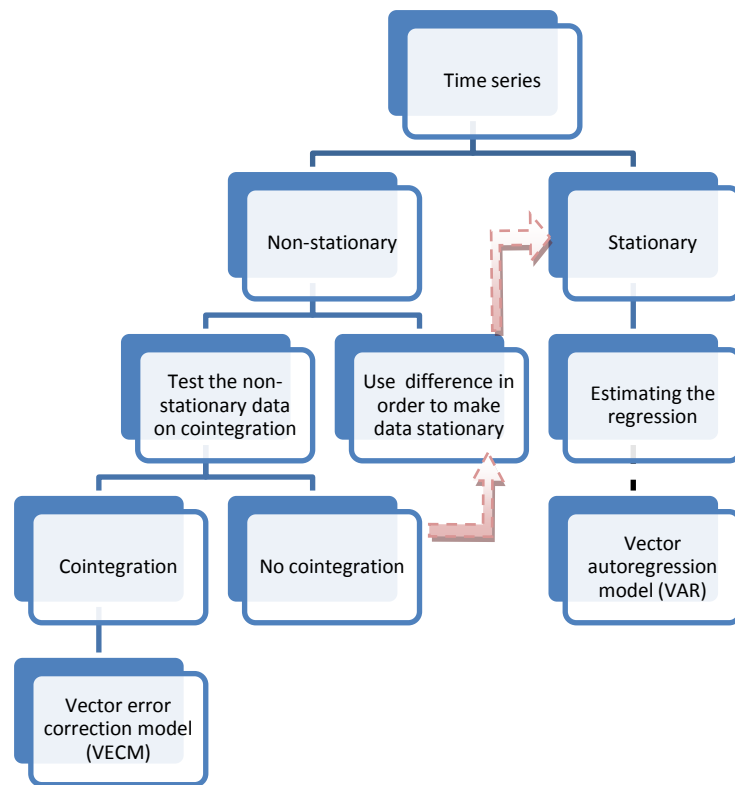 Time series
Non-stationary
Stationary
Test the non-
stationary data
on cointegration
Use difference in
order to make
data stationary
Estimating the
regression
Cointegration
No cointegration
Vector
autoregression
model (VAR)
Vector error
correction model
(VECM)